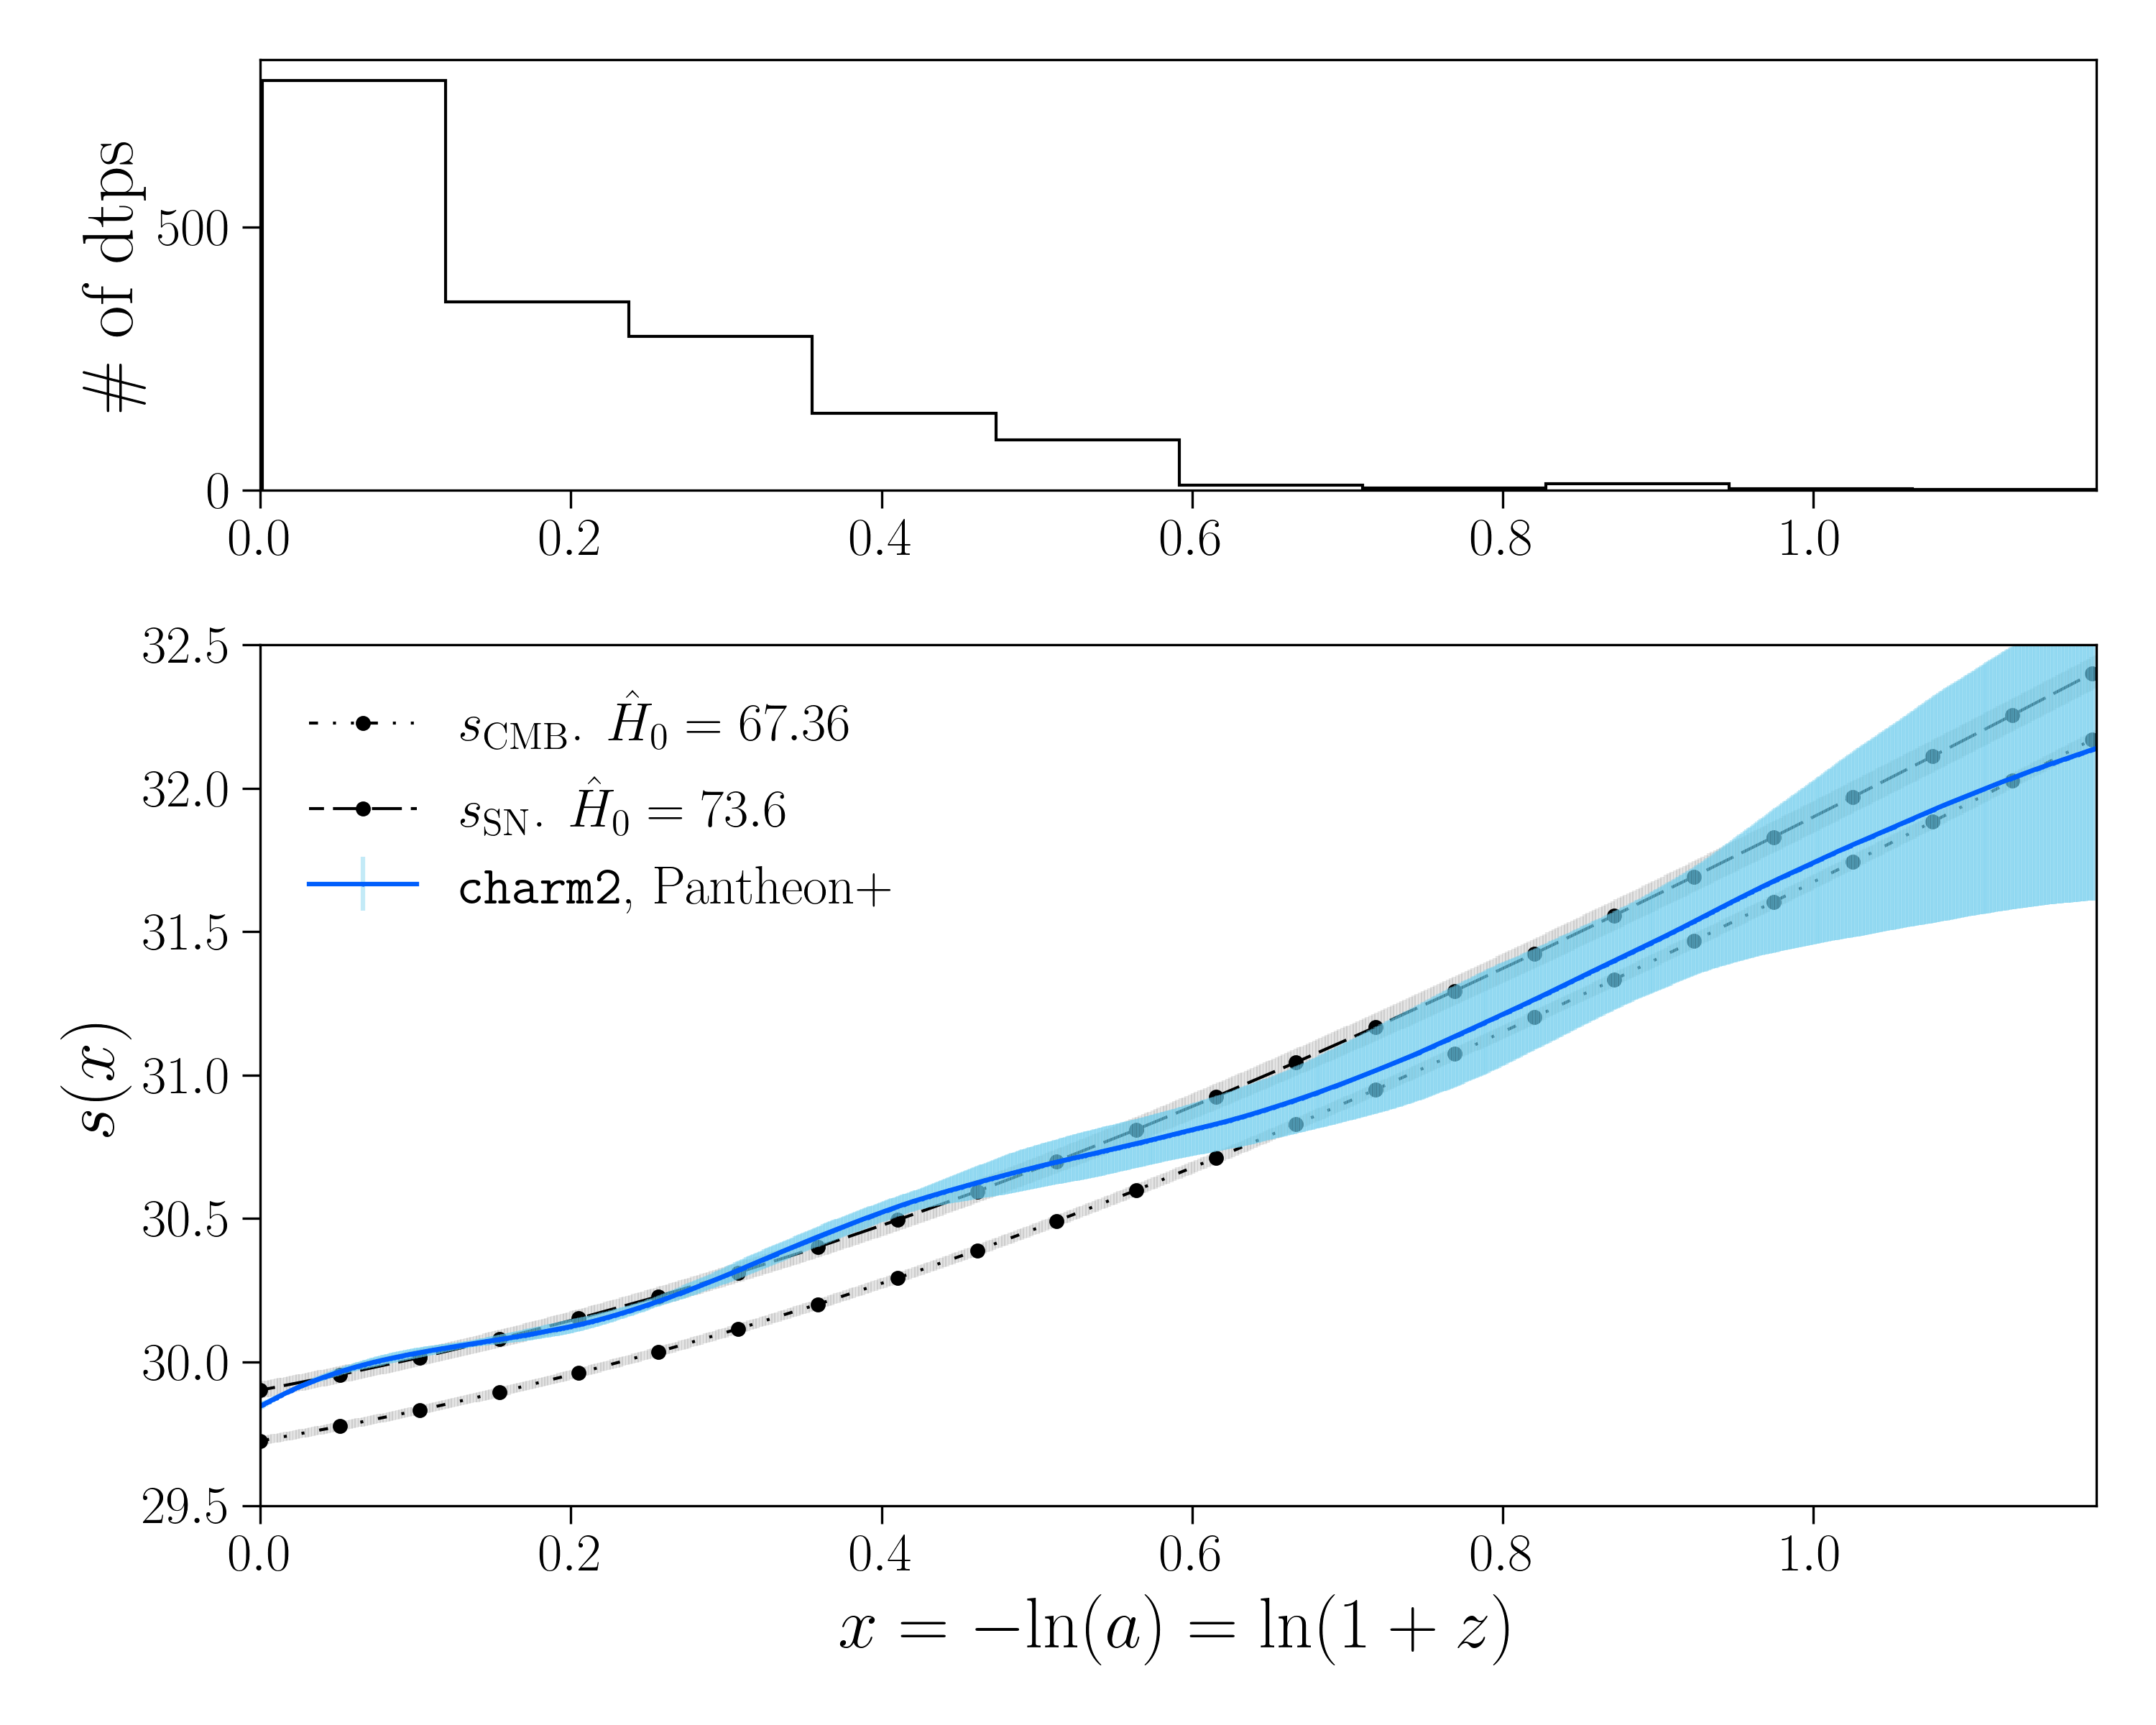 # of dtps
500
0
0.0 0.2 0.4 0.6 0.8 1.0
s(x)
32.5
32.0
31.5
31.0
30.5
30.0
29.5
s_CMB. Ĥ_0 = 67.36
s_SN. Ĥ_0 = 73.6
charm2, Pantheon+
0.0 0.2 0.4 0.6 0.8 1.0
x = −ln(a) = ln(1 + z)